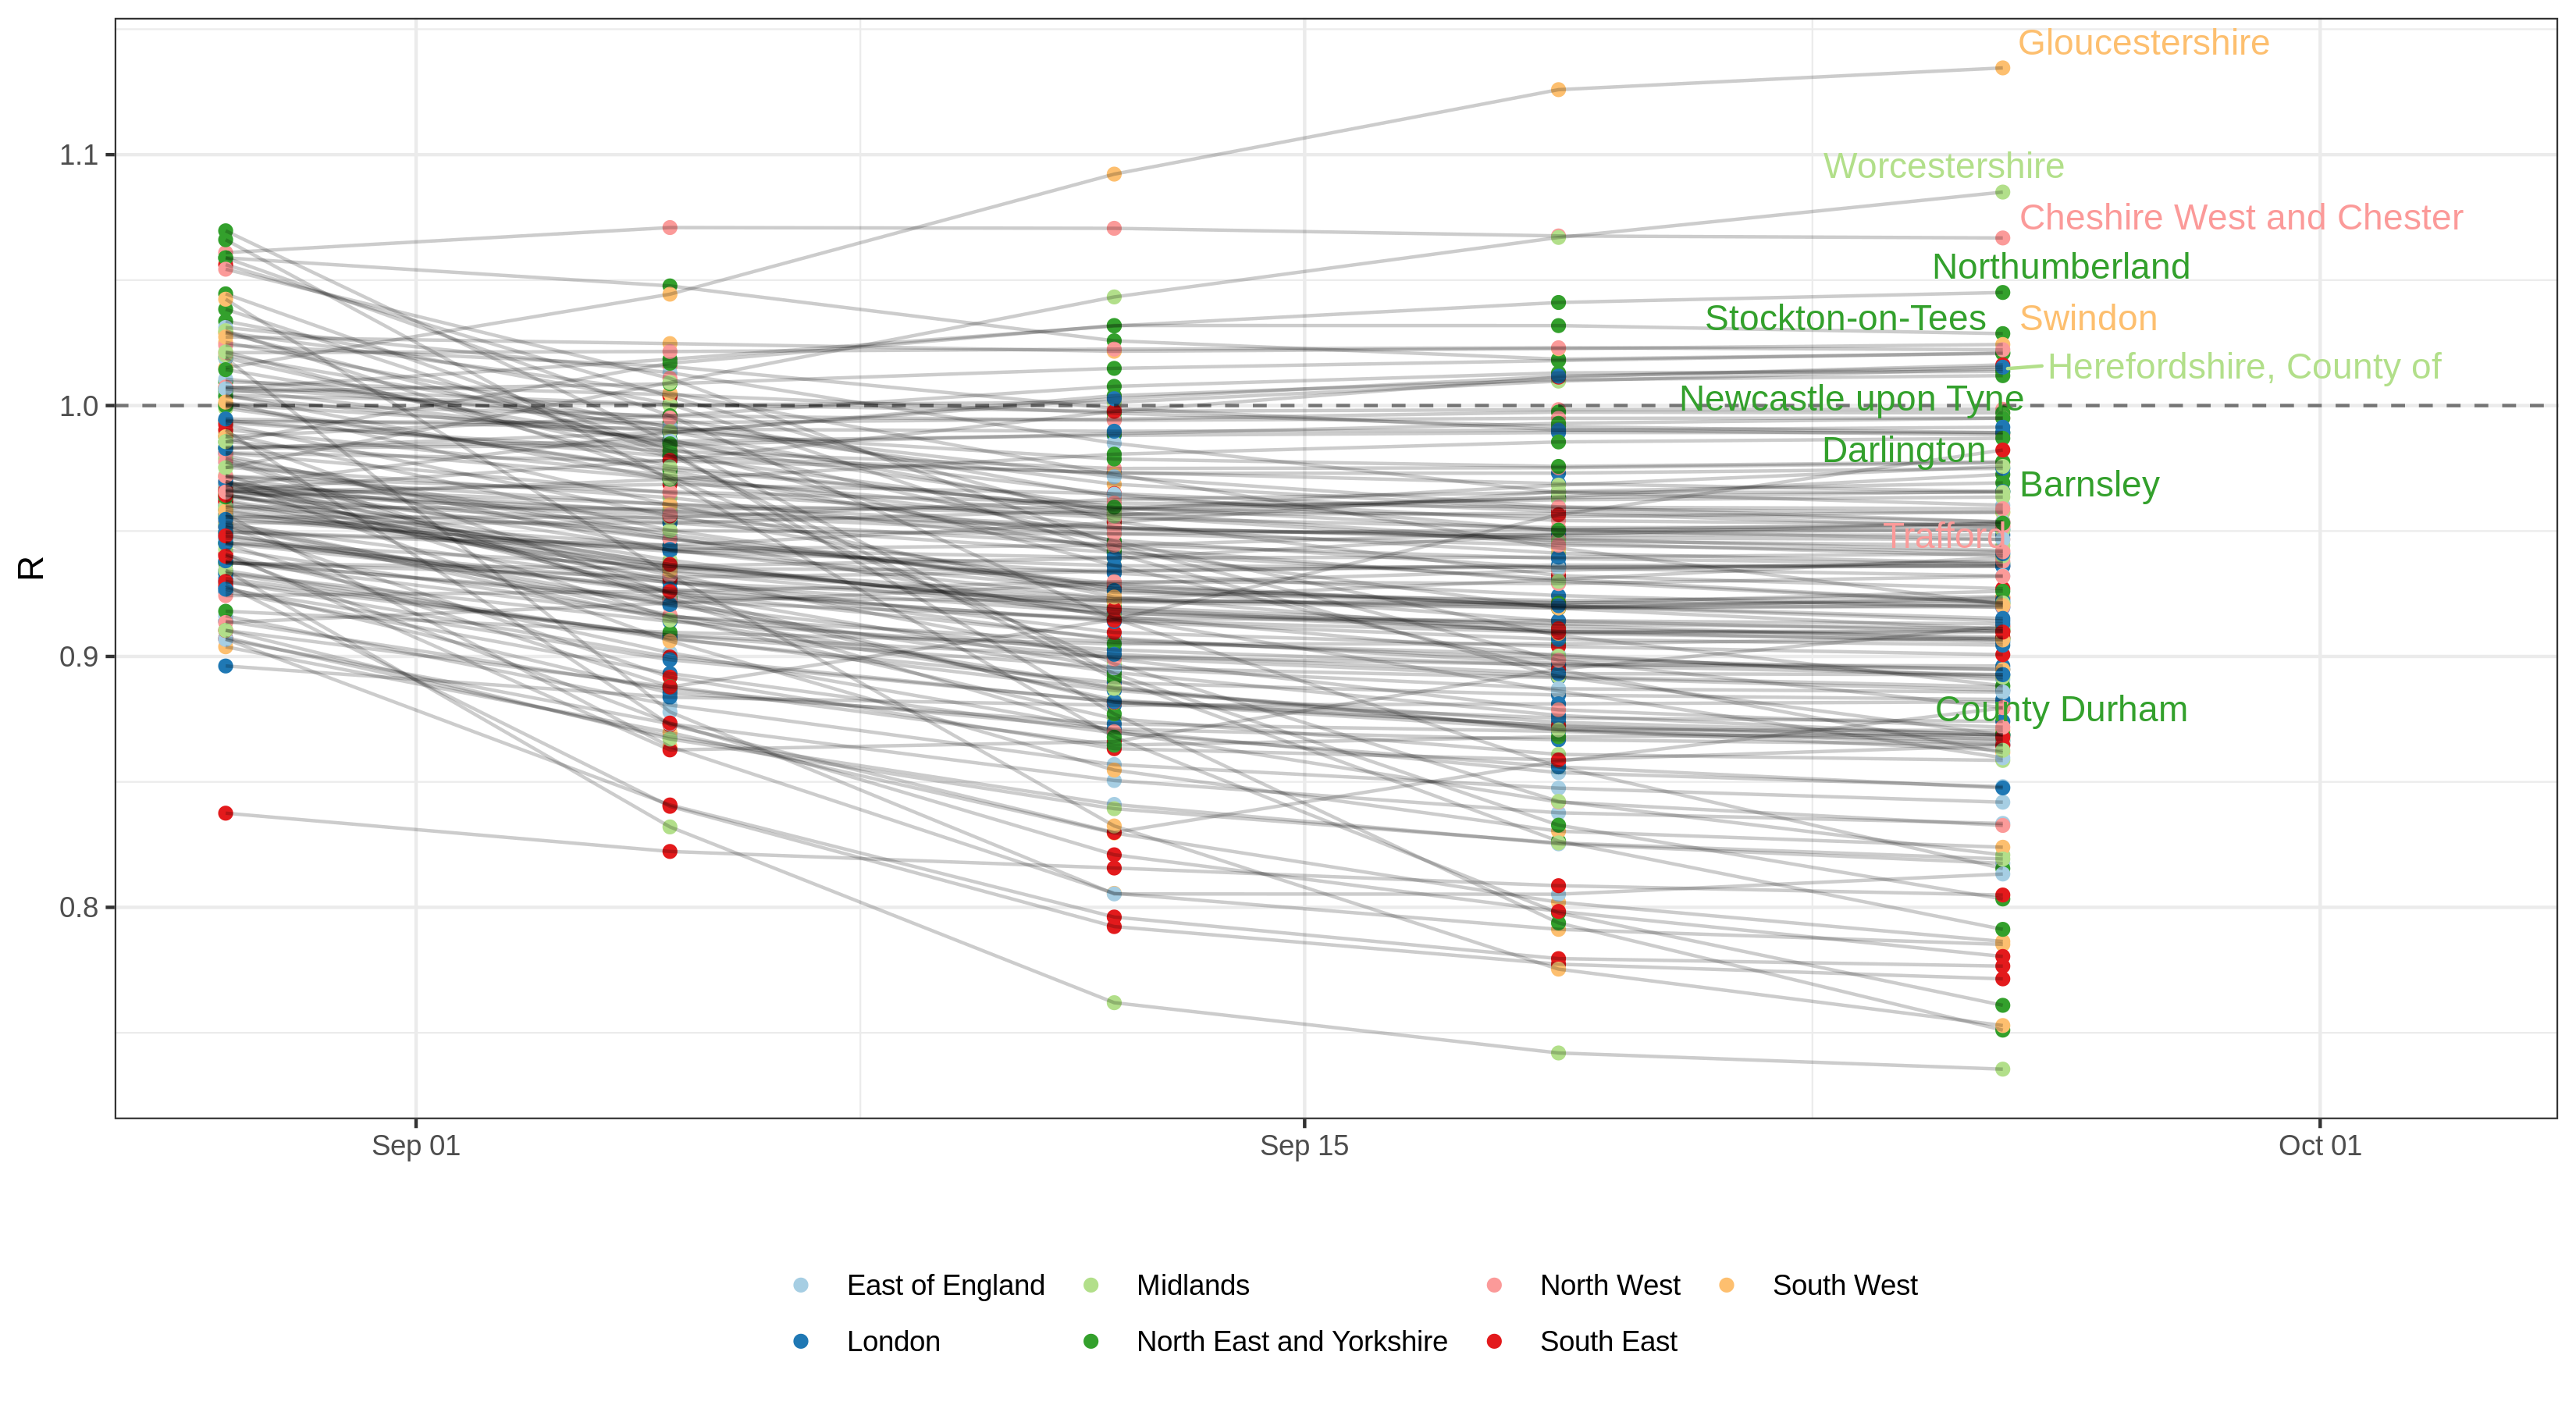 Gloucestershire
1.1
Worcestershire
Cheshire West and Chester
Northumberland
Stockton-on-Tees
Swindon
Herefordshire, County of
1.0
Newcastle upon Tyne
Darlington
Barnsley
Trafford
R
0.9
County Durham
0.8
Sep 01
Sep 15
Oct 01
East of England
Midlands
North West
South West
London
North East and Yorkshire
South East